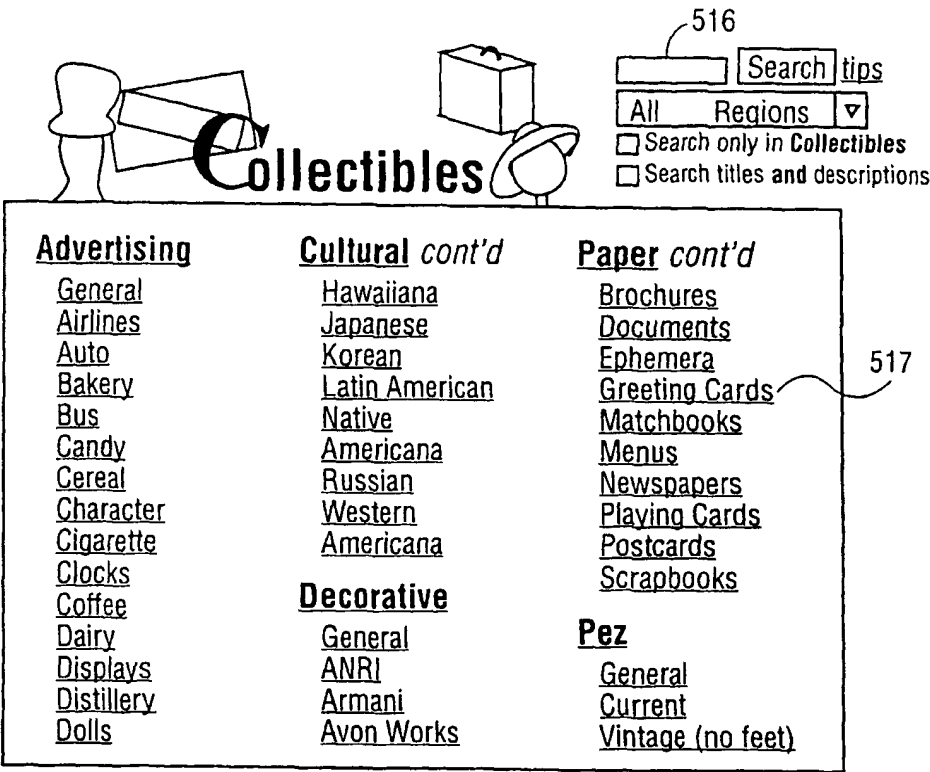 516
Search tips
All Regions
Search only in Collectibles
Search titles and descriptions
Collectibles
Advertising
General
Airlines
Auto
Bakery
Bus
Candy
Cereal
Character
Cigarette
Clocks
Coffee
Dairy
Displays
Distillery
Dolls
Cultural cont'd
Hawaiiana
Japanese
Korean
Latin American
Native
Americana
Russian
Western
Americana
Decorative
General
ANRI
Armani
Avon Works
Paper cont'd
Brochures
Documents
Ephemera
Greeting Cards
517
Matchbooks
Menus
Newspapers
Playing Cards
Postcards
Scrapbooks
Pez
General
Current
Vintage (no feet)